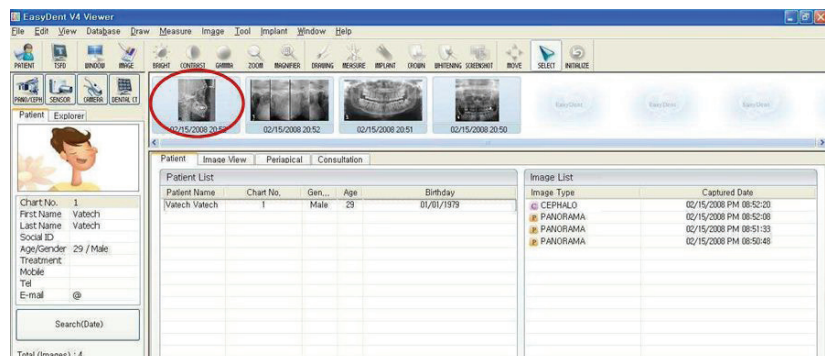 EasyDent V4 Viewer
File Edit View Database Draw Measure Image Tool Implant Window Help
PATIENT TSFD WINDOW IMAGE BRIGHT CONTRAST GAMMA ZOOM MAGNIFIER DRAWING MEASURE IMPLANT CROWN WHITENING SCREENSHOT MOVE SELECT INITIALIZE
PANO/CEPH SENSOR CAMERA DENTAL CT
02/15/2008 20:52 02/15/2008 20:51 02/15/2008 20:50
EasyDent EasyDent EasyDent
Patient Explorer
Patient Image View Periapical Consultation
Patient List
Patient Name Chart No. Gen... Age Birthday
Vatech Vatech 1 Male 29 01/01/1979
Image List
Image Type Captured Date
CEPHALO 02/15/2008 PM 08:52:20
PANORAMA 02/15/2008 PM 08:52:08
PANORAMA 02/15/2008 PM 08:51:33
PANORAMA 02/15/2008 PM 08:50:48
Chart No. 1
First Name Vatech
Last Name Vatech
Social ID
Age/Gender 29 / Male
Treatment
Mobile
Tel
E-mail @
Search(Date)
Total (Images) : 4